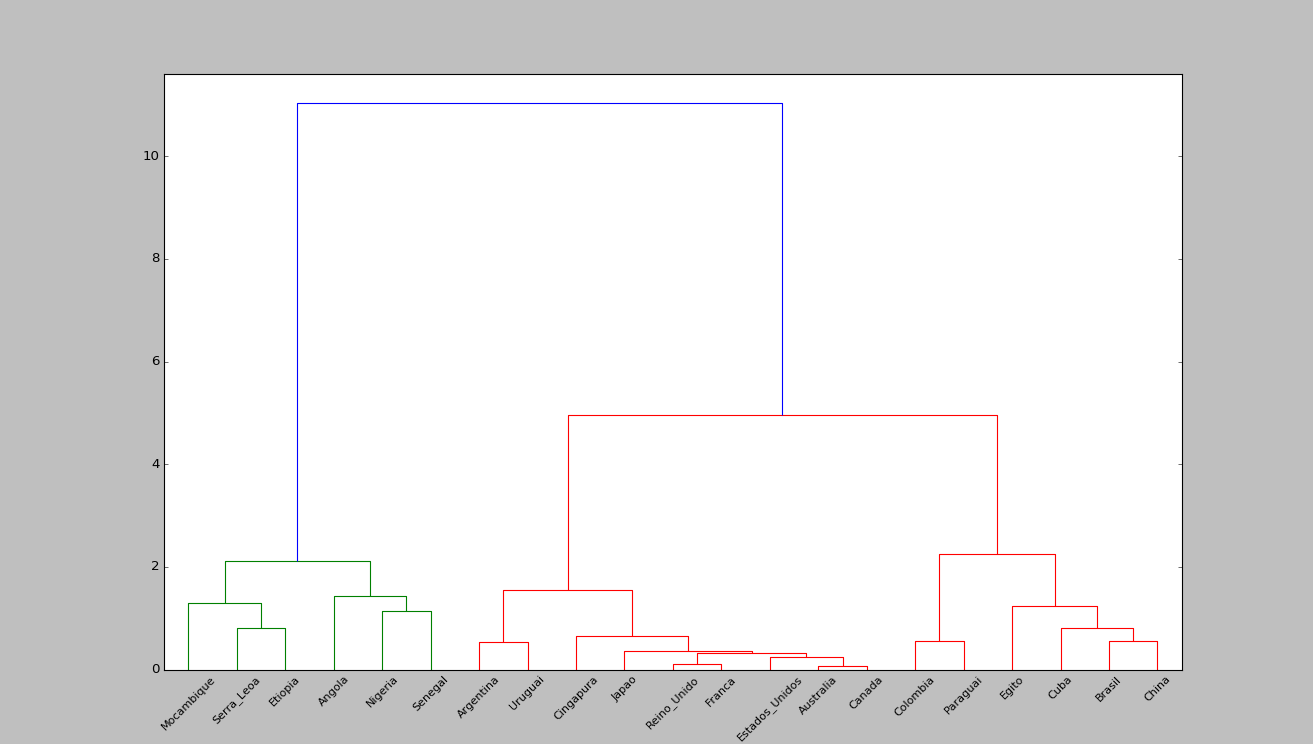 10
8
6
4
2
0
Mocambique
Serra_Leoa
Etiopia
Angola
Nigeria
Senegal
Argentina
Uruguai
Cingapura
Japao
Reino_Unido
Franca
Estados_Unidos
Australia
Canada
Colombia
Paraguai
Egito
Cuba
Brasil
China